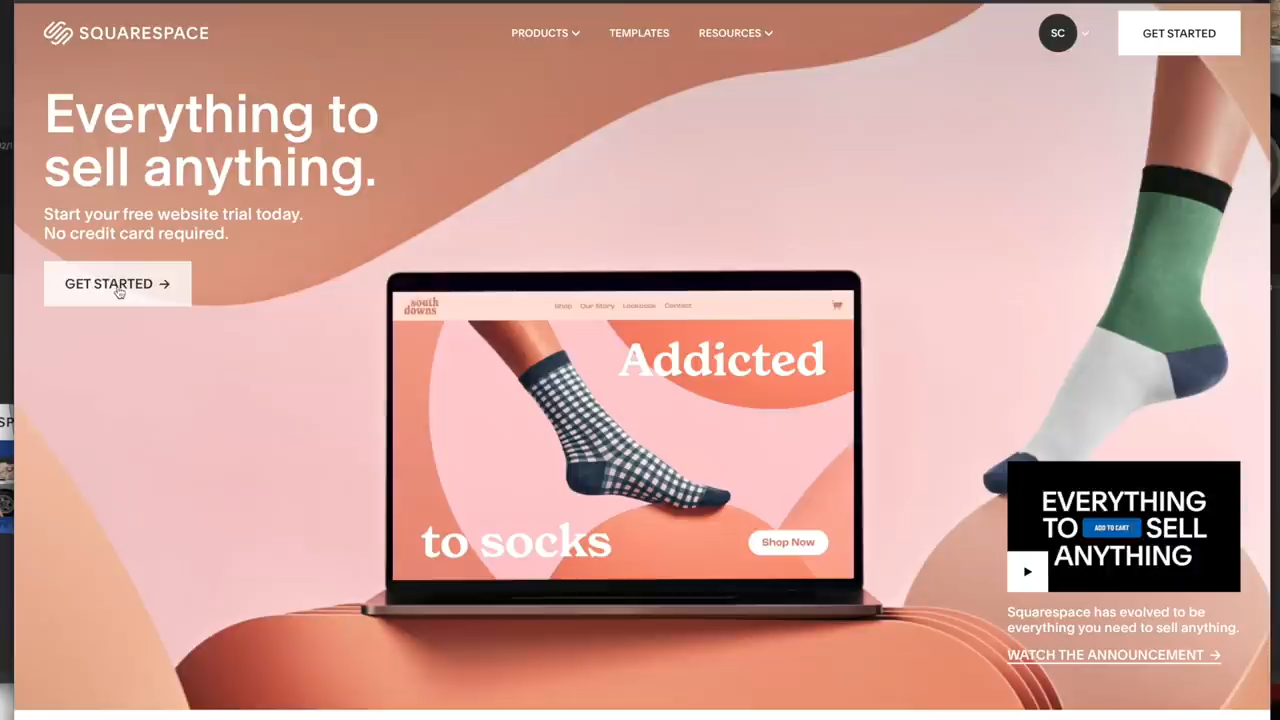 SQUARESPACE
PRODUCTS
TEMPLATES
RESOURCES
SC
GET STARTED
Everything to
sell anything.
Start your free website trial today.
No credit card required.
GET STARTED →
south
downs
Shop
Our Story
Lookbook
Contact
Addicted
to socks
Shop Now
EVERYTHING
TO ADD TO CART SELL
ANYTHING
Squarespace has evolved to be
everything you need to sell anything.
WATCH THE ANNOUNCEMENT →